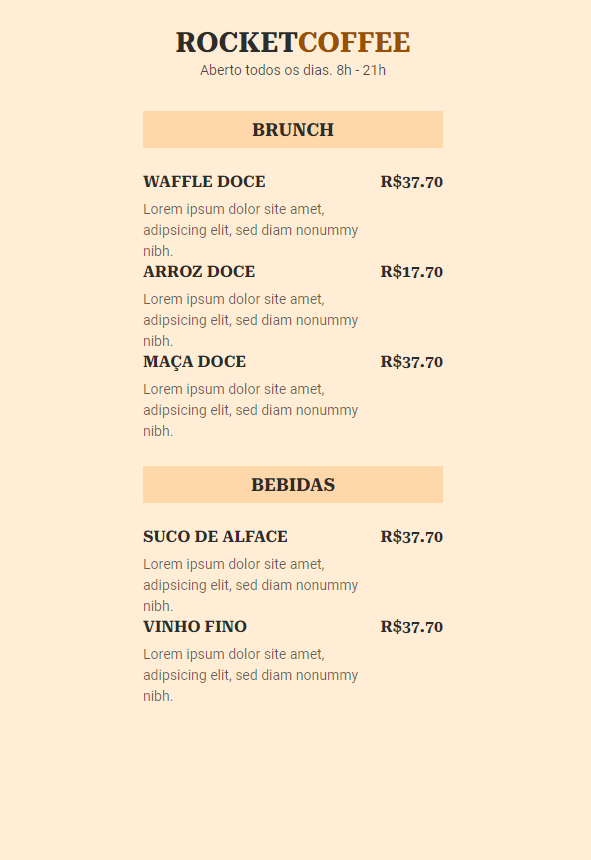 ROCKETCOFFEE
Aberto todos os dias. 8h - 21h
BRUNCH
WAFFLE DOCE R$37.70
Lorem ipsum dolor site amet,
adipsicing elit, sed diam nonummy
nibh.
ARROZ DOCE R$17.70
Lorem ipsum dolor site amet,
adipsicing elit, sed diam nonummy
nibh.
MAÇA DOCE R$37.70
Lorem ipsum dolor site amet,
adipsicing elit, sed diam nonummy
nibh.
BEBIDAS
SUCO DE ALFACE R$37.70
Lorem ipsum dolor site amet,
adipsicing elit, sed diam nonummy
nibh.
VINHO FINO R$37.70
Lorem ipsum dolor site amet,
adipsicing elit, sed diam nonummy
nibh.